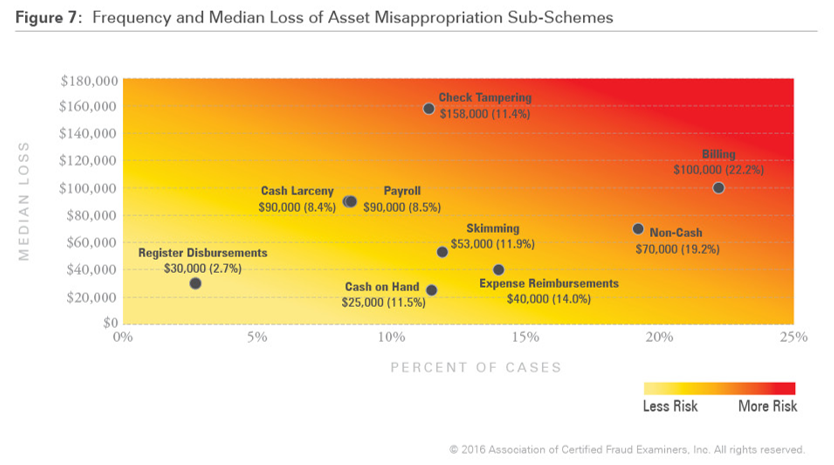 Figure 7: Frequency and Median Loss of Asset Misappropriation Sub-Schemes
MEDIAN LOSS
$180,000
$160,000
$140,000
$120,000
$100,000
$80,000
$60,000
$40,000
$20,000
$0
Check Tampering
$158,000 (11.4%)
Billing
$100,000 (22.2%)
Cash Larceny
$90,000 (8.4%)
Payroll
$90,000 (8.5%)
Skimming
$53,000 (11.9%)
Non-Cash
$70,000 (19.2%)
Register Disbursements
$30,000 (2.7%)
Cash on Hand
$25,000 (11.5%)
Expense Reimbursements
$40,000 (14.0%)
0%
5%
10%
15%
20%
25%
PERCENT OF CASES
Less Risk
More Risk
© 2016 Association of Certified Fraud Examiners, Inc. All rights reserved.